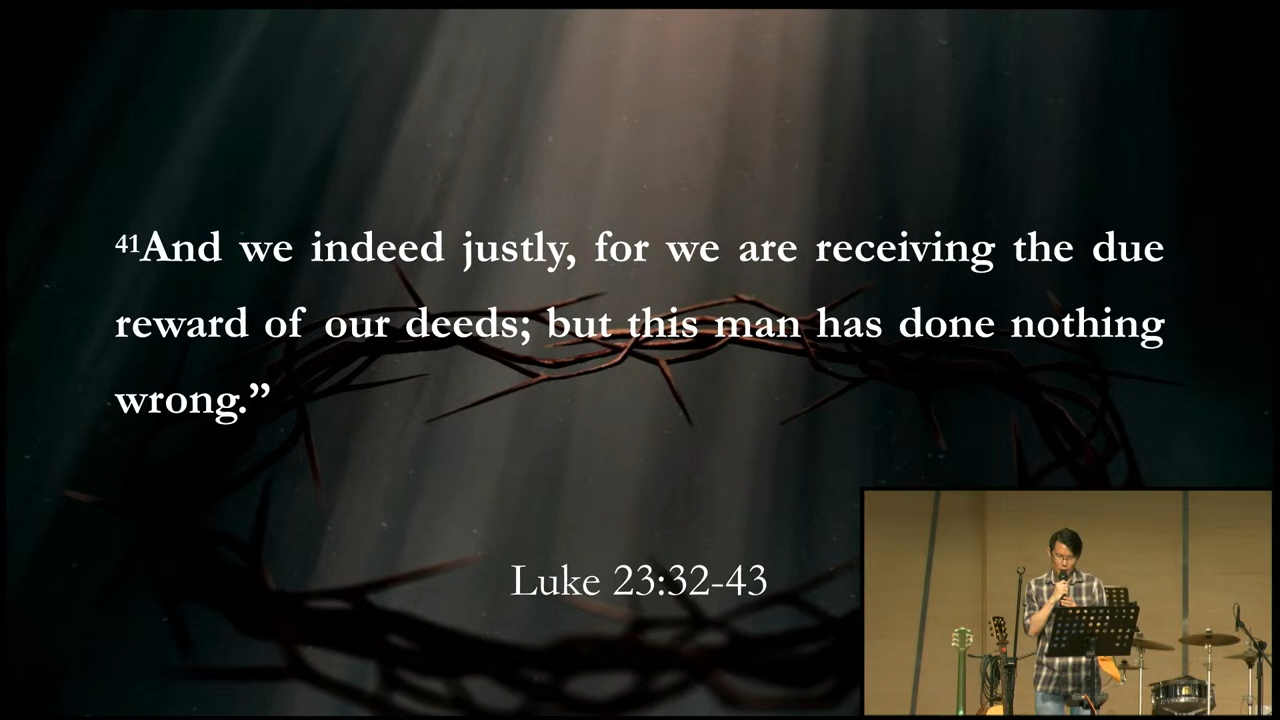 41And we indeed justly, for we are receiving the due
reward of our deeds; but this man has done nothing
wrong.”
Luke 23:32-43